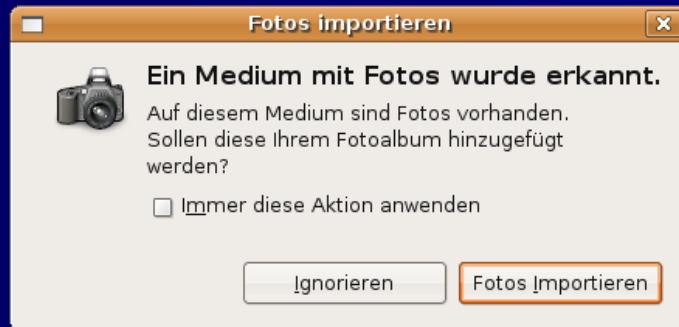 Fotos importieren
Ein Medium mit Fotos wurde erkannt.
Auf diesem Medium sind Fotos vorhanden.
Sollen diese Ihrem Fotoalbum hinzugefügt
werden?
Immer diese Aktion anwenden
Ignorieren
Fotos Importieren